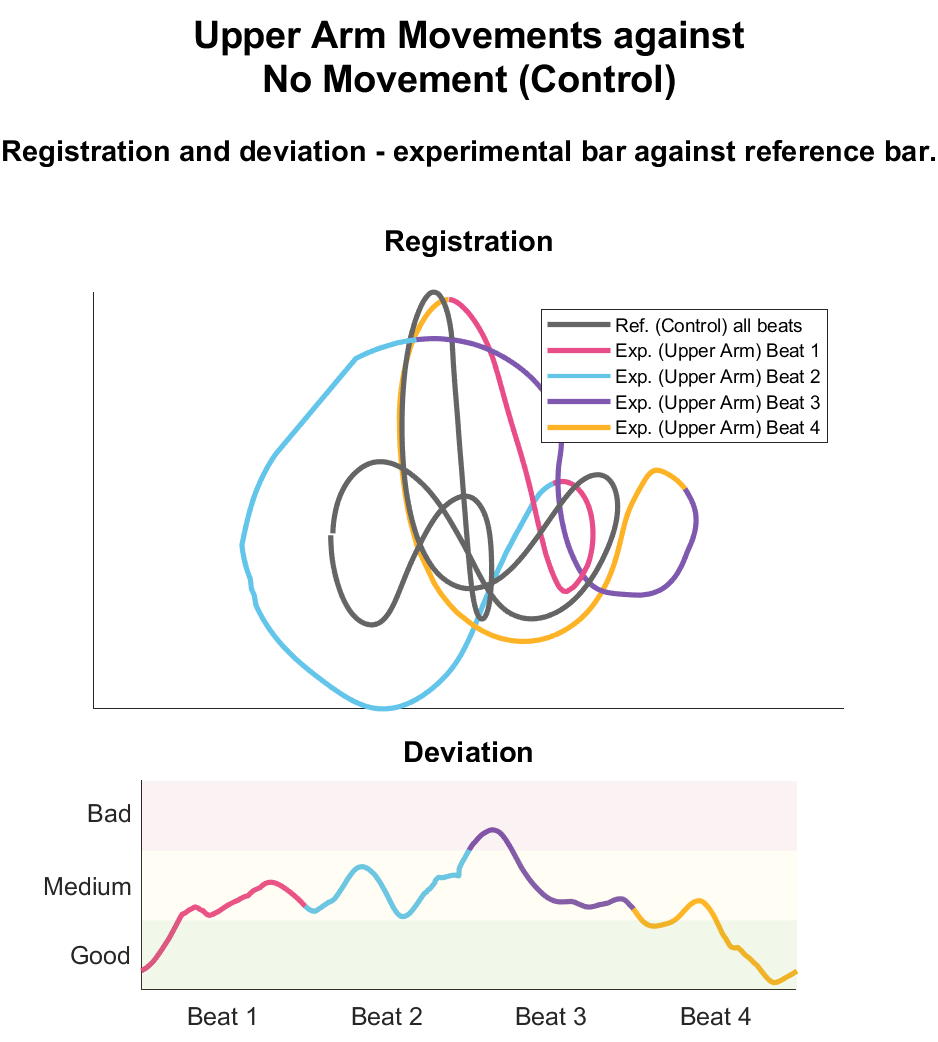 Upper Arm Movements against
No Movement (Control)
Registration and deviation - experimental bar against reference bar.
Registration
Ref. (Control) all beats
Exp. (Upper Arm) Beat 1
Exp. (Upper Arm) Beat 2
Exp. (Upper Arm) Beat 3
Exp. (Upper Arm) Beat 4
Deviation
Bad
Medium
Good
Beat 1 Beat 2 Beat 3 Beat 4